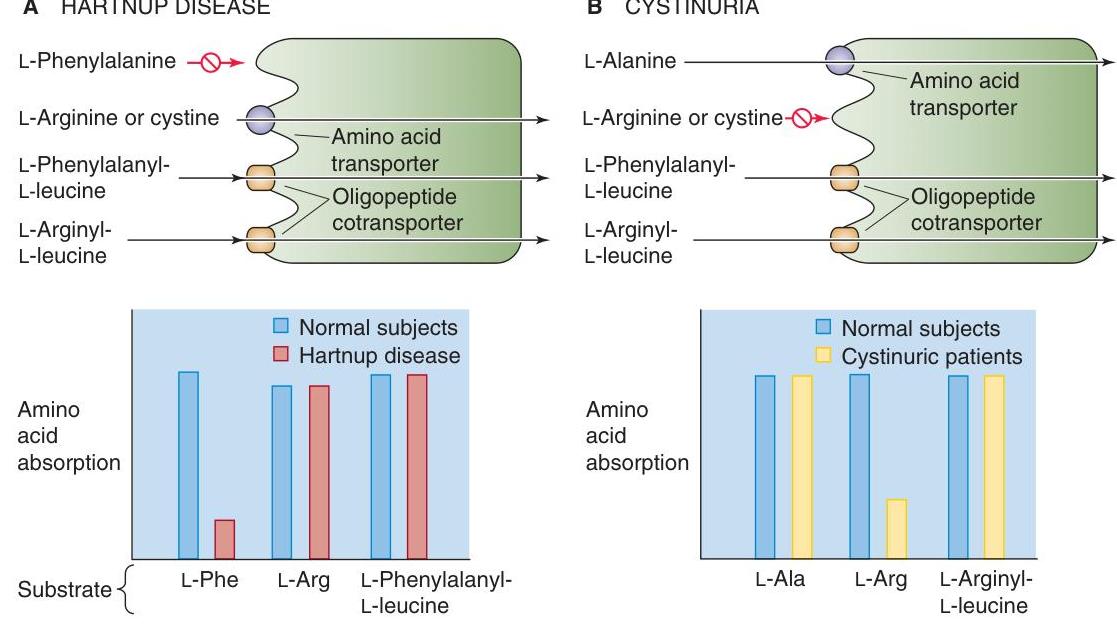 A HARTNUP DISEASE
L-Phenylalanine
L-Arginine or cystine
Amino acid
transporter
L-Phenylalanyl-
L-leucine
Oligopeptide
cotransporter
L-Arginyl-
L-leucine
Normal subjects
Hartnup disease
Amino
acid
absorption
L-Phe
L-Arg
L-Phenylalanyl-
L-leucine
Substrate
B CYSTINURIA
L-Alanine
Amino acid
transporter
L-Arginine or cystine
L-Phenylalanyl-
L-leucine
Oligopeptide
cotransporter
L-Arginyl-
L-leucine
Normal subjects
Cystinuric patients
Amino
acid
absorption
L-Ala
L-Arg
L-Arginyl-
L-leucine